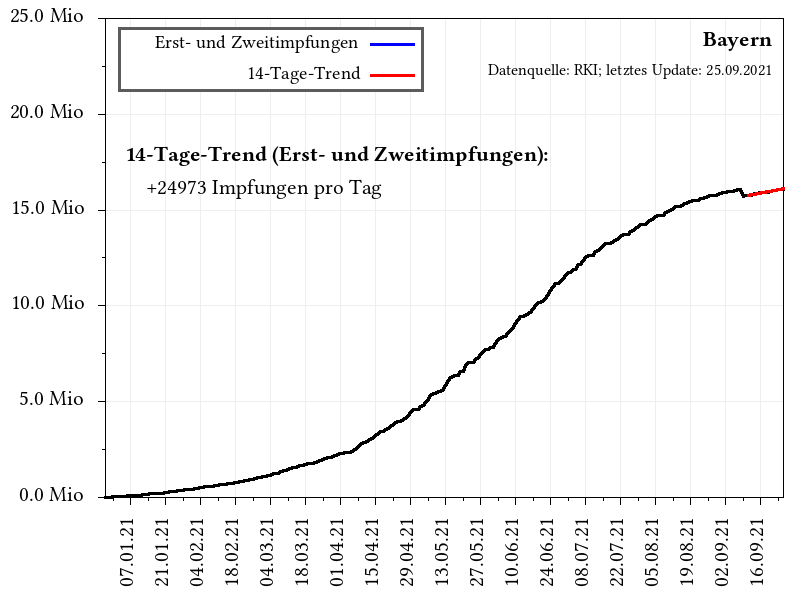 25.0 Mio
20.0 Mio
15.0 Mio
10.0 Mio
5.0 Mio
0.0 Mio
Erst- und Zweitimpfungen
14-Tage-Trend
Bayern
Datenquelle: RKI; letztes Update: 25.09.2021
14-Tage-Trend (Erst- und Zweitimpfungen):
+24973 Impfungen pro Tag
07.01.21
21.01.21
04.02.21
18.02.21
04.03.21
18.03.21
01.04.21
15.04.21
29.04.21
13.05.21
27.05.21
10.06.21
24.06.21
08.07.21
22.07.21
05.08.21
19.08.21
02.09.21
16.09.21